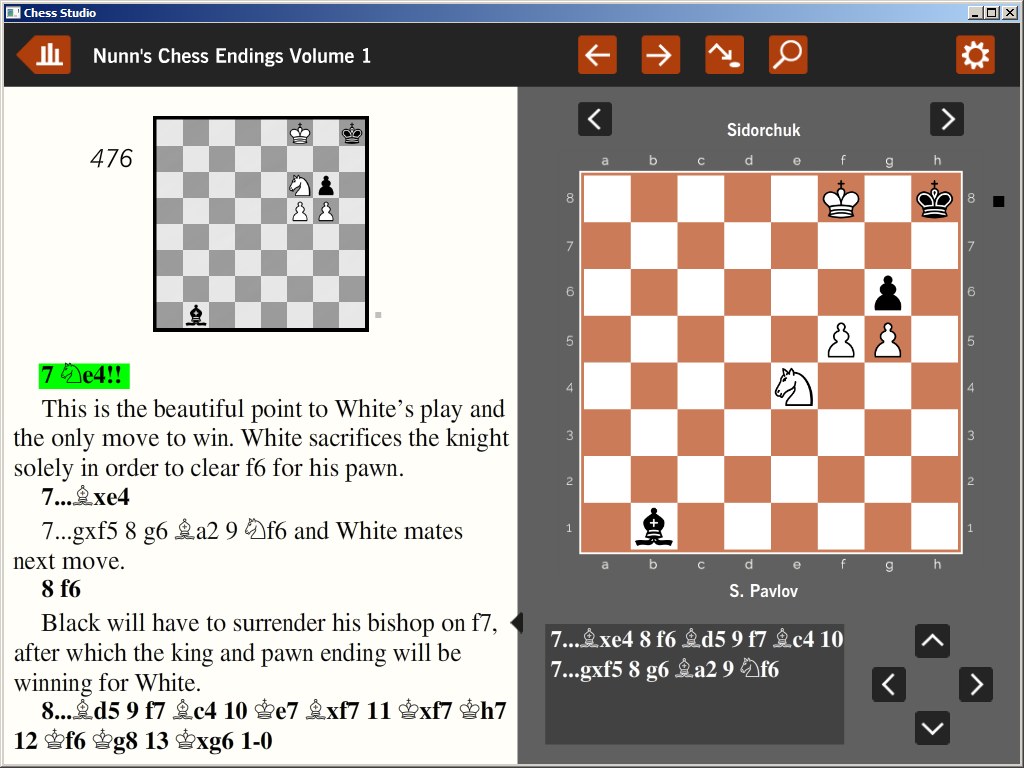 Chess Studio
Nunn's Chess Endings Volume 1
476
7 ♘e4!!
This is the beautiful point to White’s play and
the only move to win. White sacrifices the knight
solely in order to clear f6 for his pawn.
7...♗xe4
7...gxf5 8 g6 ♗a2 9 ♘f6 and White mates
next move.
8 f6
Black will have to surrender his bishop on f7,
after which the king and pawn ending will be
winning for White.
8...♗d5 9 f7 ♗c4 10 ♔e7 ♗xf7 11 ♔xf7 ♔h7
12 ♔f6 ♔g8 13 ♔xg6 1-0
Sidorchuk
a b c d e f g h
8 8
7 7
6 6
5 5
4 4
3 3
2 2
1 1
a b c d e f g h
S. Pavlov
7...♗xe4 8 f6 ♗d5 9 f7 ♗c4 10
7...gxf5 8 g6 ♗a2 9 ♘f6